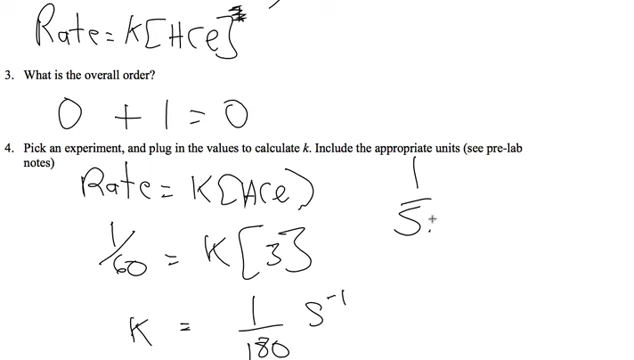 Rate = K[HCe]
3. What is the overall order?
0 + 1 = 0
4. Pick an experiment, and plug in the values to calculate k. Include the appropriate units (see pre-lab
notes)
Rate = K[HCe)
1/60 = K[3]
K = 1/180 S⁻¹
1
5.